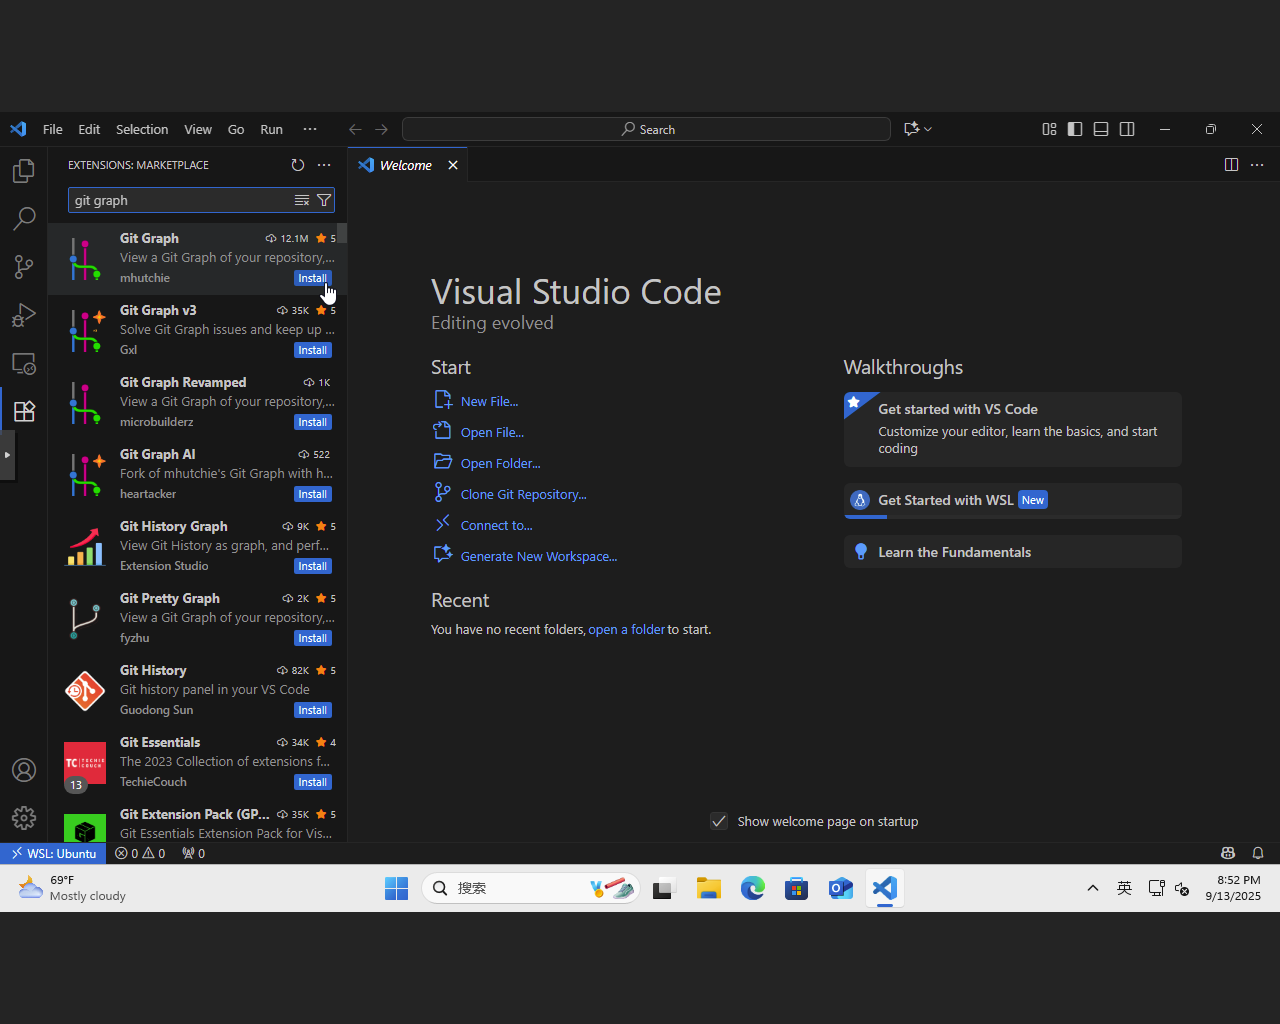 File Edit Selection View Go Run ···
Search
EXTENSIONS: MARKETPLACE
Welcome
git graph
Git Graph 12.1M 5
View a Git Graph of your repository,...
mhutchie Install
Git Graph v3 35K 5
Solve Git Graph issues and keep up ...
Gxl Install
Git Graph Revamped 1K
View a Git Graph of your repository,...
microbuilderz Install
Git Graph AI 522
Fork of mhutchie's Git Graph with h...
heartacker Install
Git History Graph 9K 5
View Git History as graph, and perf...
Extension Studio Install
Git Pretty Graph 2K 5
View a Git Graph of your repository,...
fyzhu Install
Git History 82K 5
Git history panel in your VS Code
Guodong Sun Install
Git Essentials 34K 4
The 2023 Collection of extensions f...
TechieCouch Install
TC TECHIE COUCH
13
Git Extension Pack (GP... 35K 5
Git Essentials Extension Pack for Vis...
Visual Studio Code
Editing evolved
Start
New File...
Open File...
Open Folder...
Clone Git Repository...
Connect to...
Generate New Workspace...
Recent
You have no recent folders, open a folder to start.
Walkthroughs
Get started with VS Code
Customize your editor, learn the basics, and start
coding
Get Started with WSL New
Learn the Fundamentals
Show welcome page on startup
WSL: Ubuntu 0 0 0
69°F
Mostly cloudy
搜索
英
8:52 PM
9/13/2025